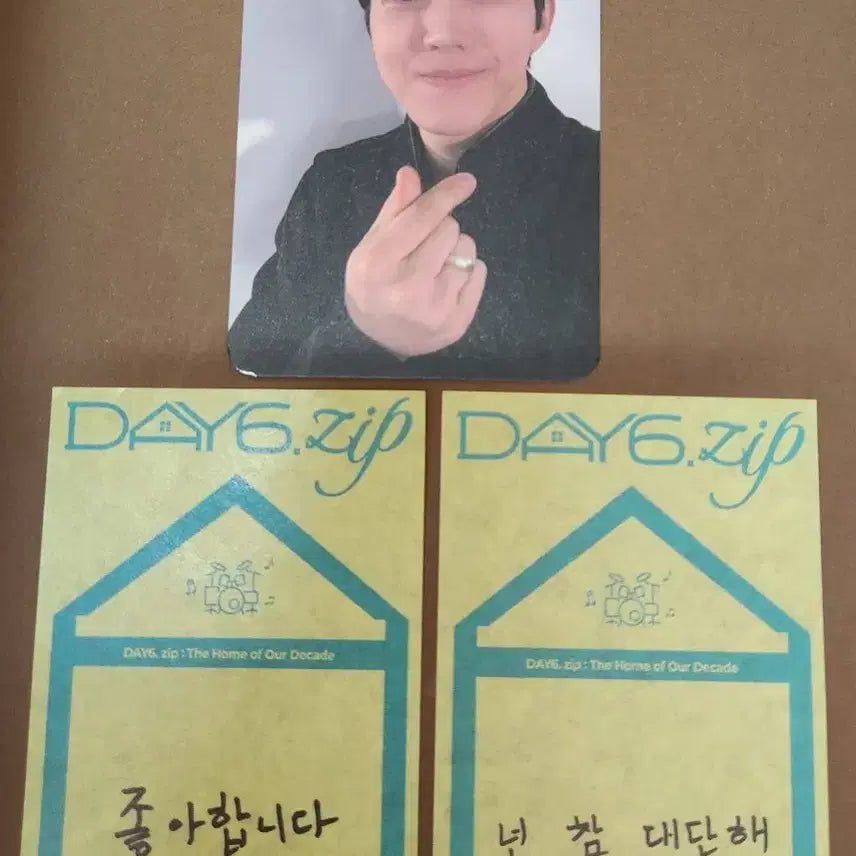 DAY6.zip
DAY6. zip : The Home of Our Decade
좋아합니다
DAY6.zip
DAY6. zip : The Home of Our Decade
넌 참 대단해